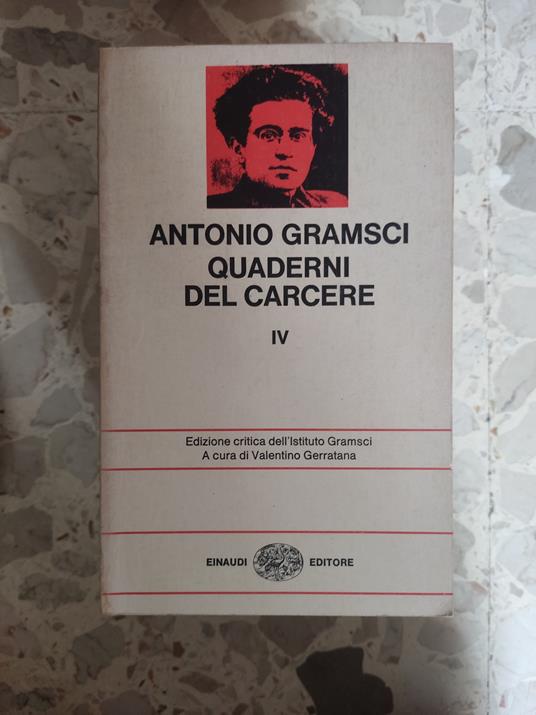 ANTONIO GRAMSCI
QUADERNI
DEL CARCERE
IV
Edizione critica dell'Istituto Gramsci
A cura di Valentino Gerratana
EINAUDI EDITORE